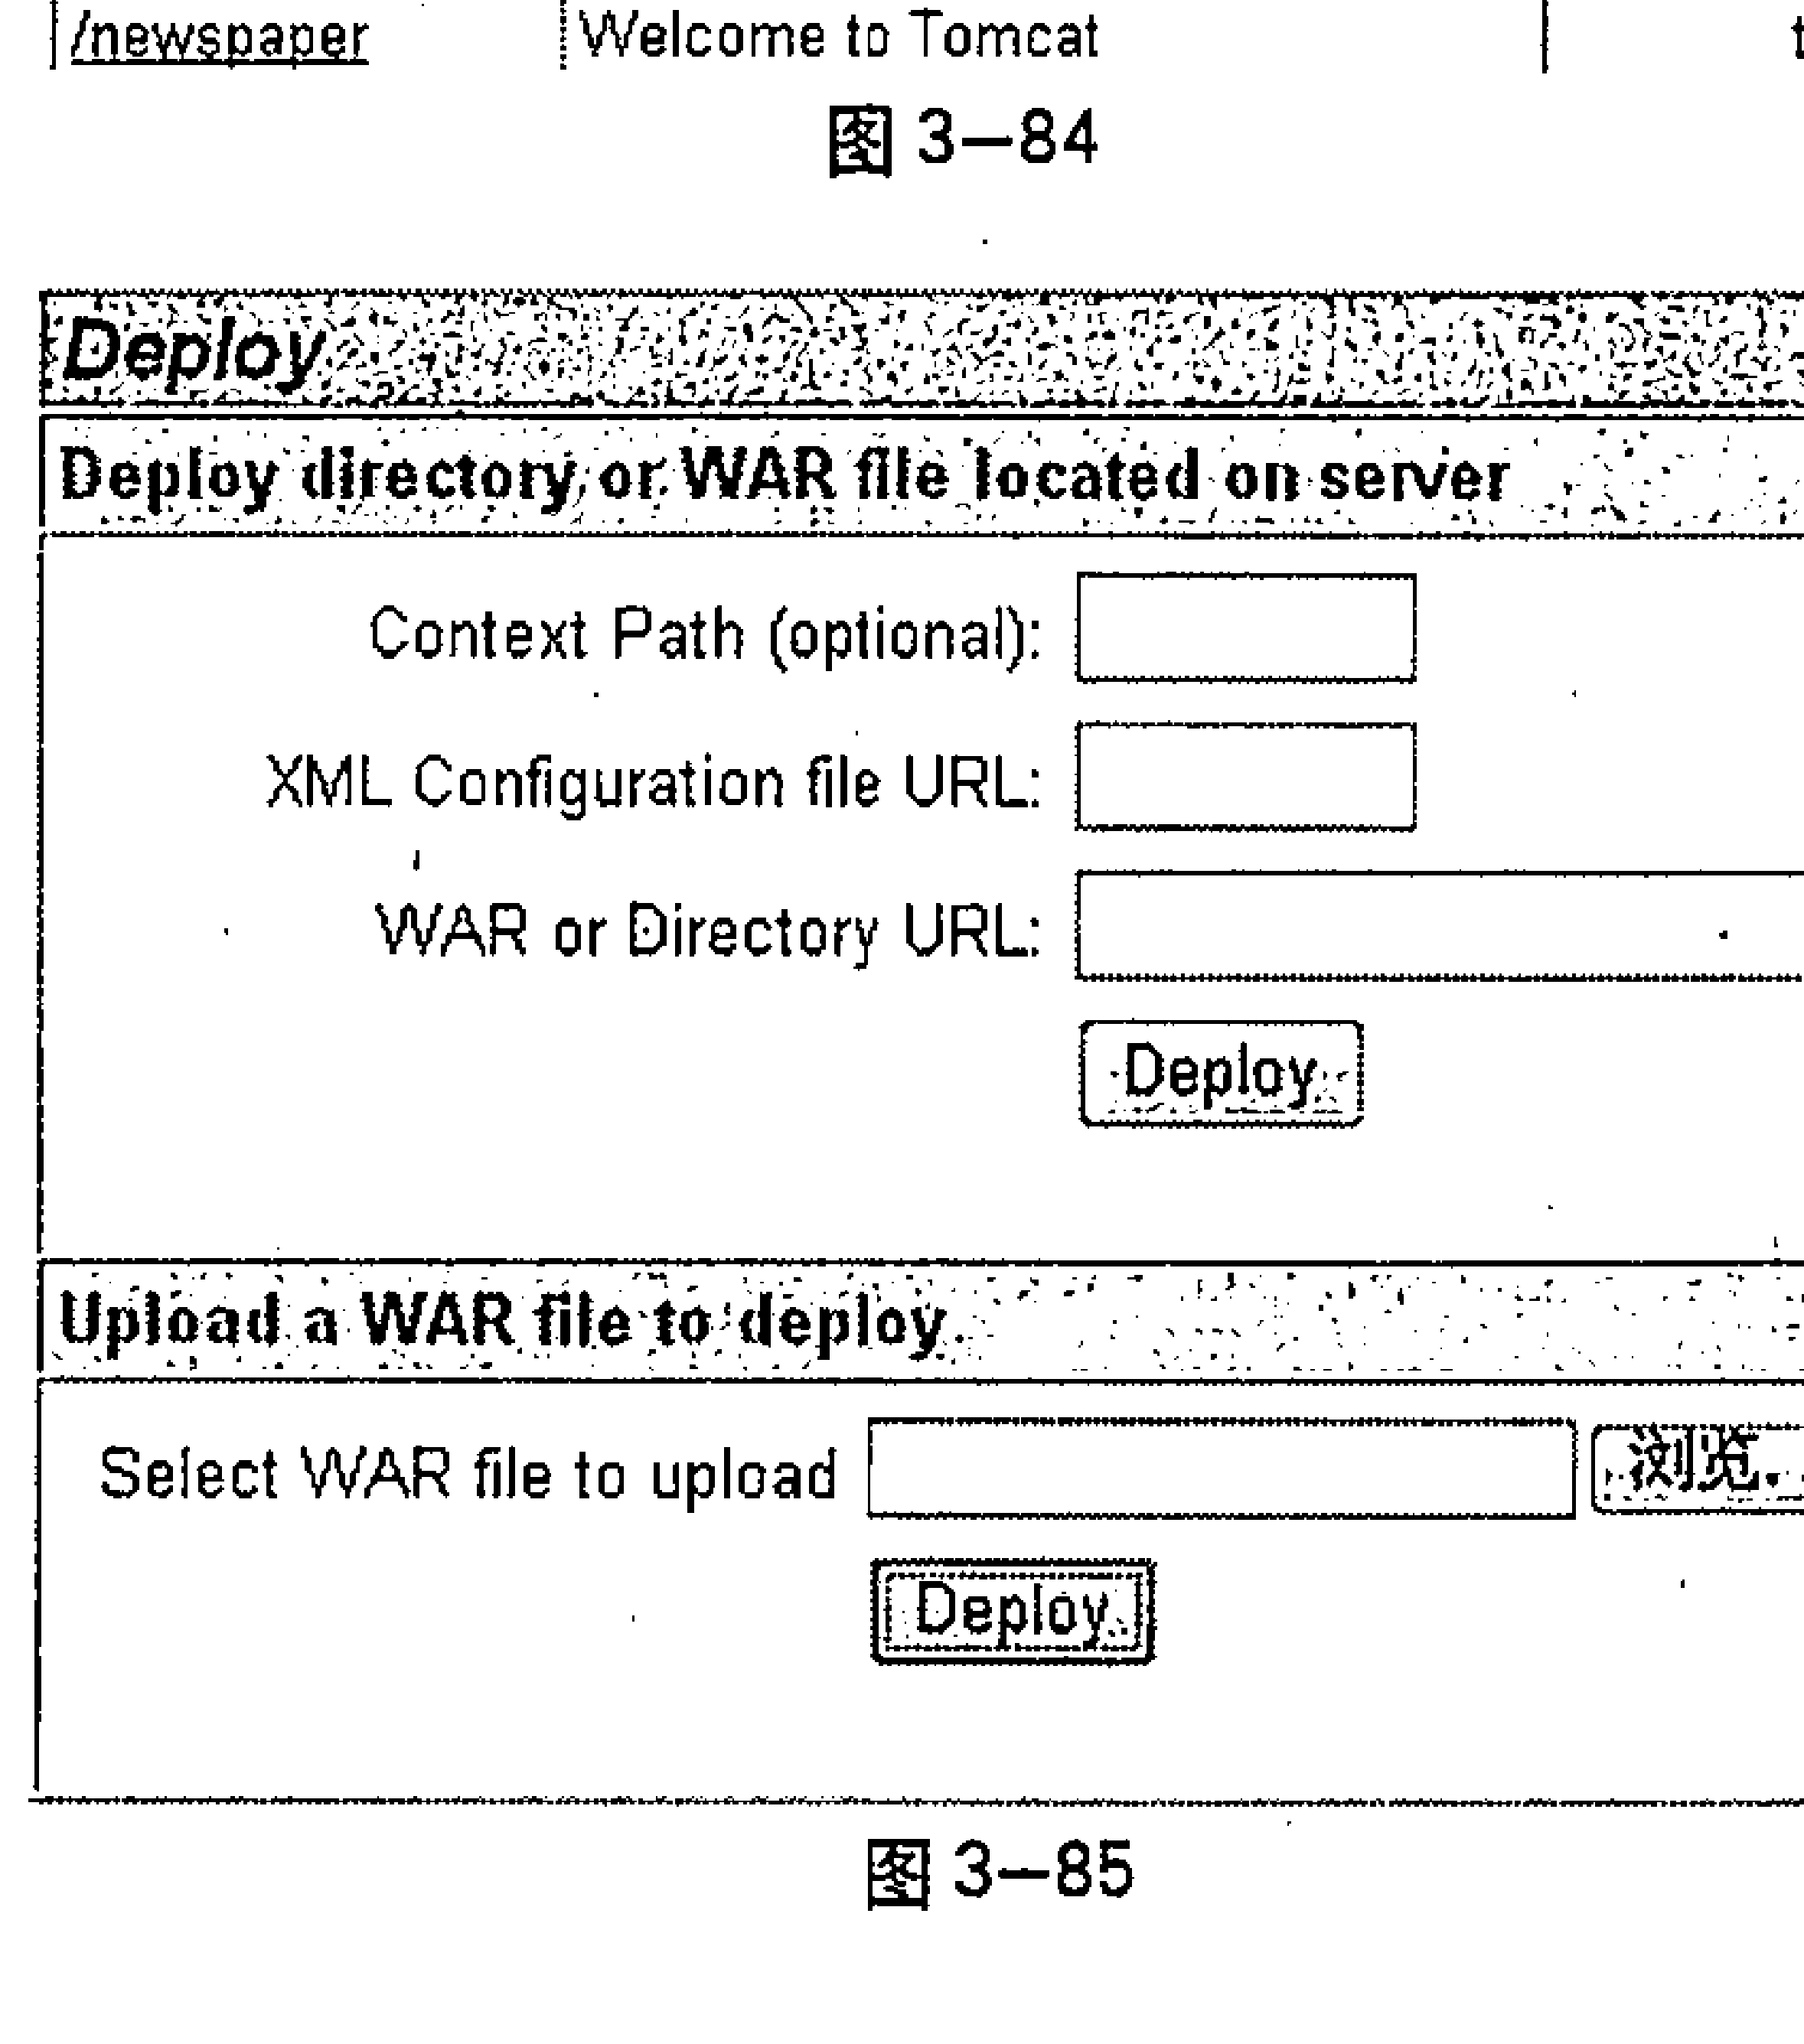 /newspaper Welcome to Tomcat
图 3—84
Deploy
Deploy directory or WAR file located on server
Context Path (optional):
XML Configuration file URL:
WAR or Directory URL:
Deploy
Upload a WAR file to deploy
Select WAR file to upload 浏览.
Deploy
图 3—85